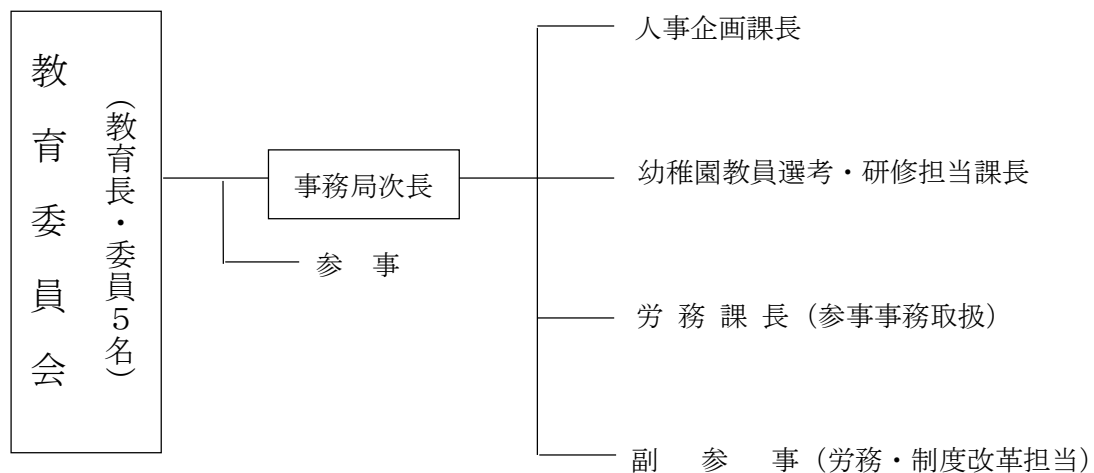 教育委員会
（教育長・委員５名）
事務局次長
参　事
人事企画課長
幼稚園教員選考・研修担当課長
労 務 課 長（参事事務取扱）
副　参　事（労務・制度改革担当）